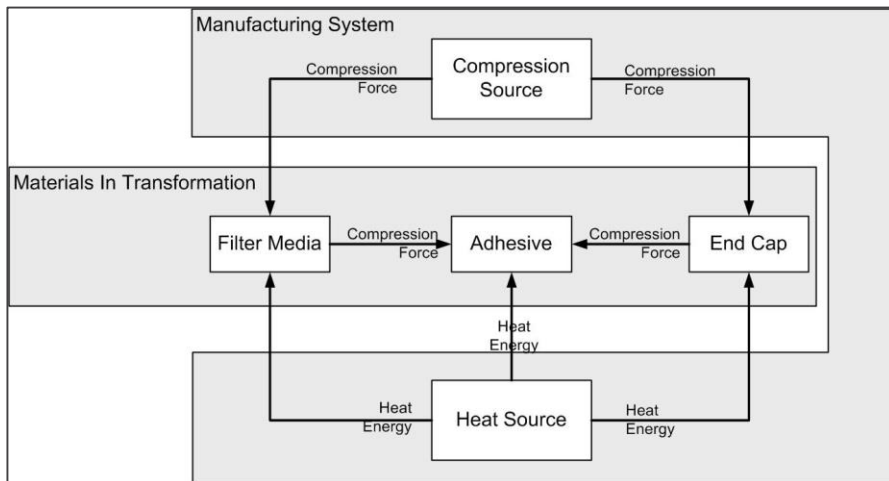 Manufacturing System
Compression
Force
Compression
Source
Compression
Force
Materials In Transformation
Filter Media
Compression
Force
Adhesive
Compression
Force
End Cap
Heat
Energy
Heat
Energy
Heat Source
Heat
Energy